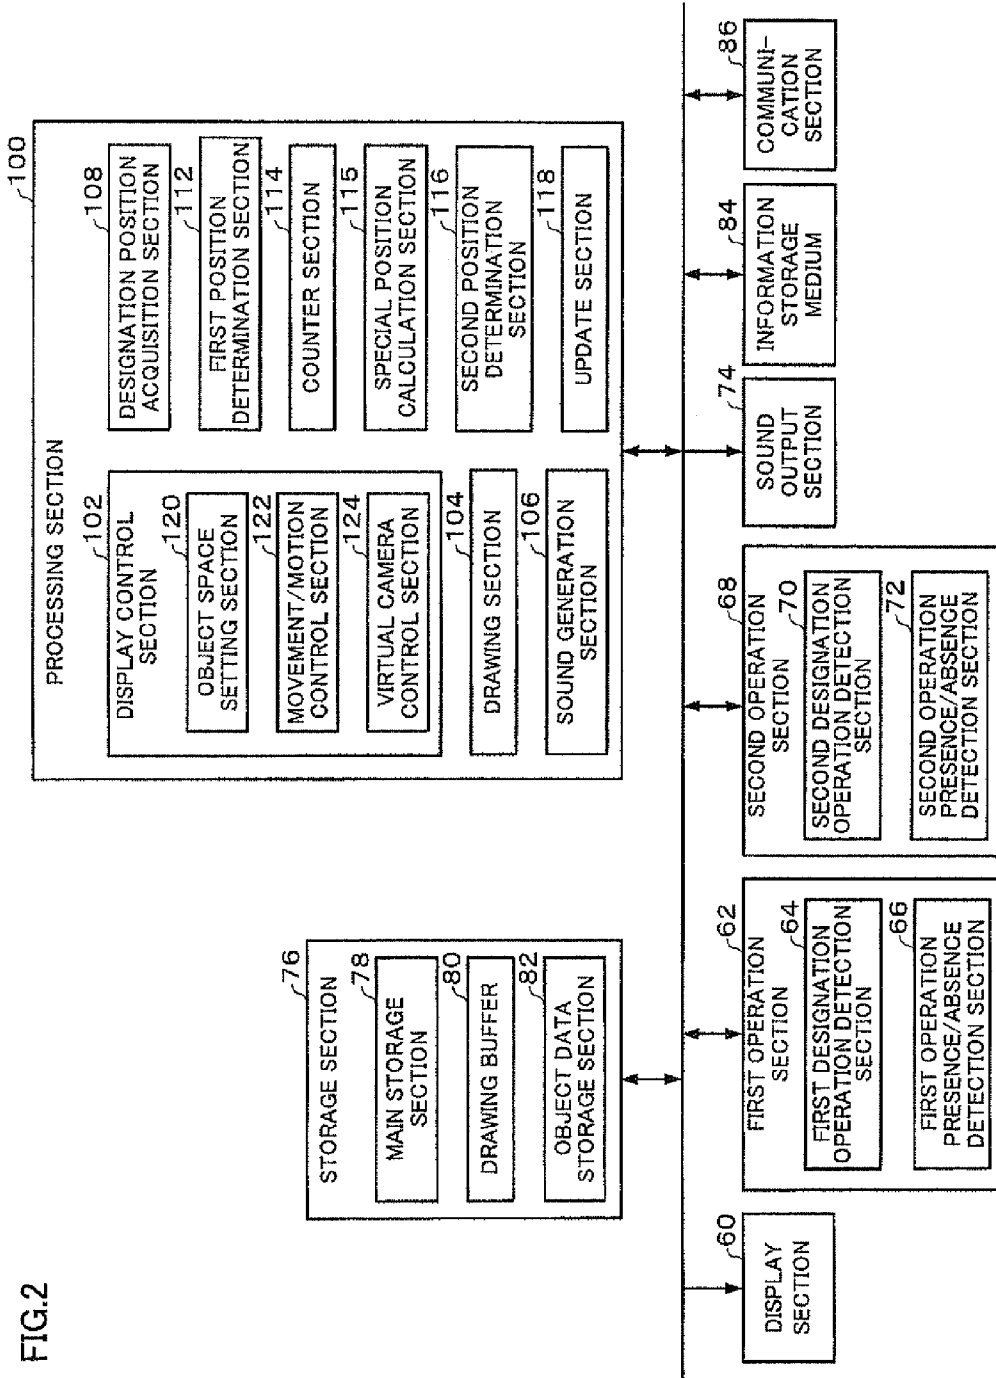 FIG.2
100
PROCESSING SECTION
102
DISPLAY CONTROL
SECTION
120
OBJECT SPACE
SETTING SECTION
122
MOVEMENT/MOTION
CONTROL SECTION
124
VIRTUAL CAMERA
CONTROL SECTION
104
DRAWING SECTION
106
SOUND GENERATION
SECTION
108
DESIGNATION POSITION
ACQUISITION SECTION
112
FIRST POSITION
DETERMINATION SECTION
114
COUNTER SECTION
115
SPECIAL POSITION
CALCULATION SECTION
116
SECOND POSITION
DETERMINATION
SECTION
118
UPDATE SECTION
76
STORAGE SECTION
78
MAIN STORAGE
SECTION
80
DRAWING BUFFER
82
OBJECT DATA
STORAGE SECTION
60
DISPLAY
SECTION
62
FIRST OPERATION
SECTION
64
FIRST DESIGNATION
OPERATION DETECTION
SECTION
66
FIRST OPERATION
PRESENCE/ABSENCE
DETECTION SECTION
68
SECOND OPERATION
SECTION
70
SECOND DESIGNATION
OPERATION DETECTION
SECTION
72
SECOND OPERATION
PRESENCE/ABSENCE
DETECTION SECTION
74
SOUND
OUTPUT
SECTION
84
INFORMATION
STORAGE
MEDIUM
86
COMMUNI-
CATION
SECTION